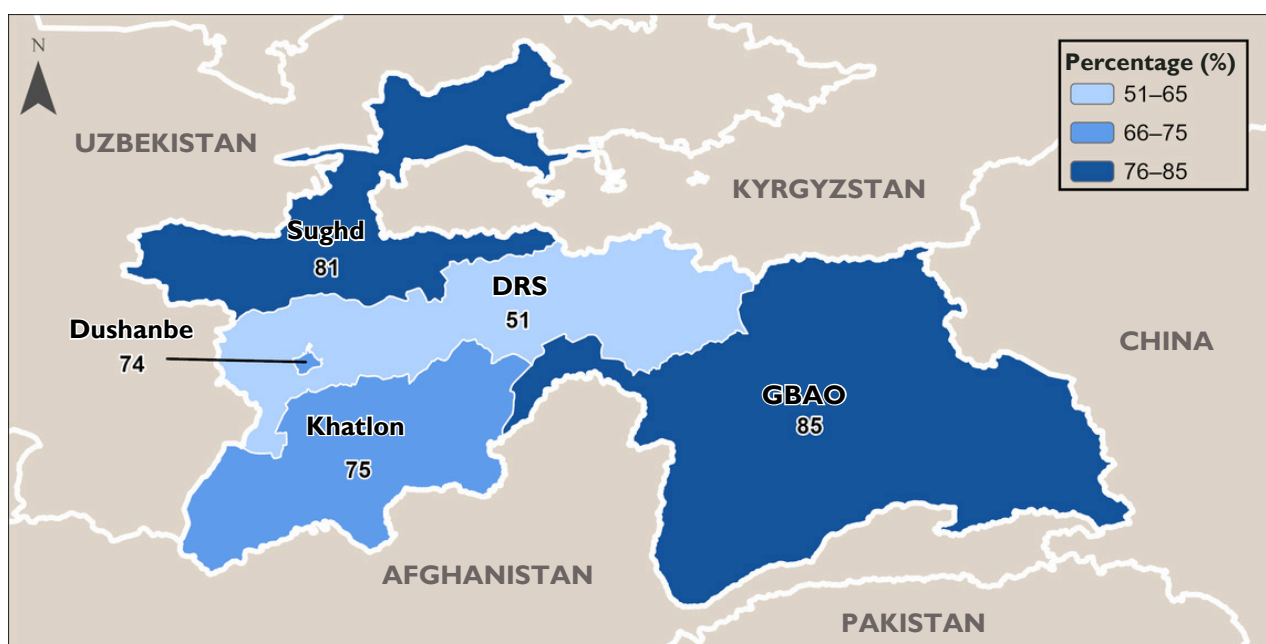 N
Percentage (%)
51–65
66–75
76–85
UZBEKISTAN
KYRGYZSTAN
Sughd
81
DRS
51
Dushanbe
74
CHINA
GBAO
85
Khatlon
75
AFGHANISTAN
PAKISTAN